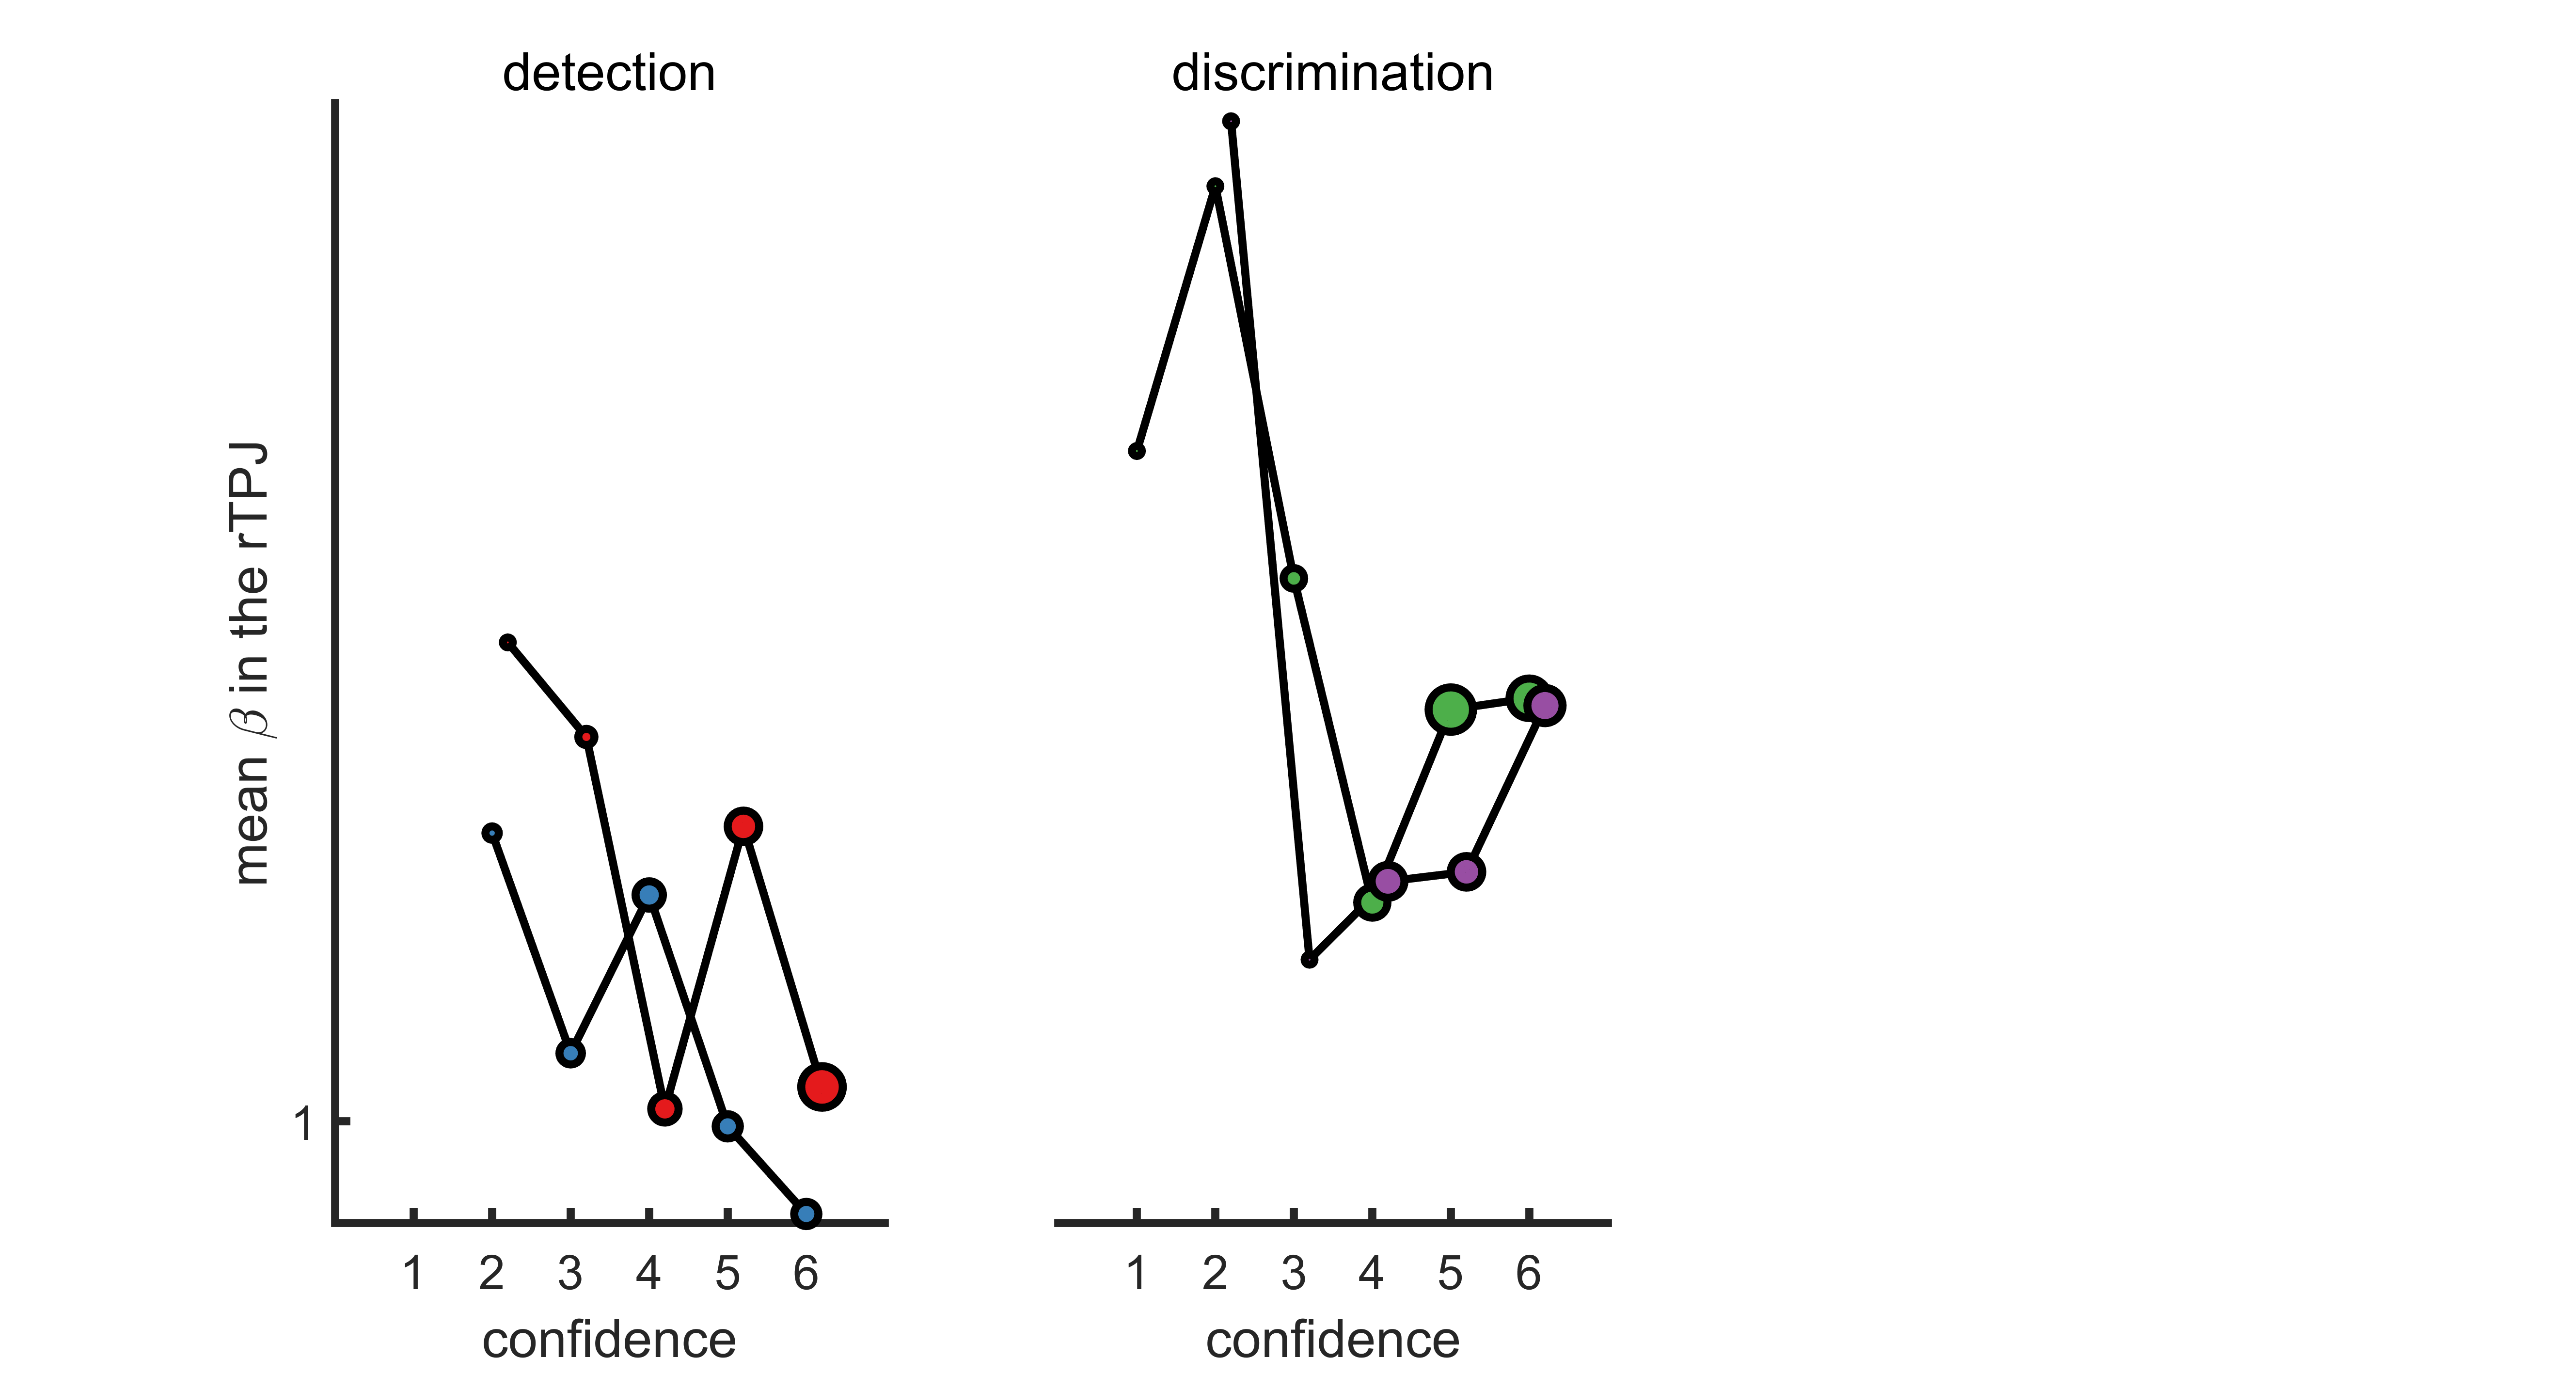 detection
discrimination
mean β in the rTPJ
1
1 2 3 4 5 6
1 2 3 4 5 6
confidence
confidence